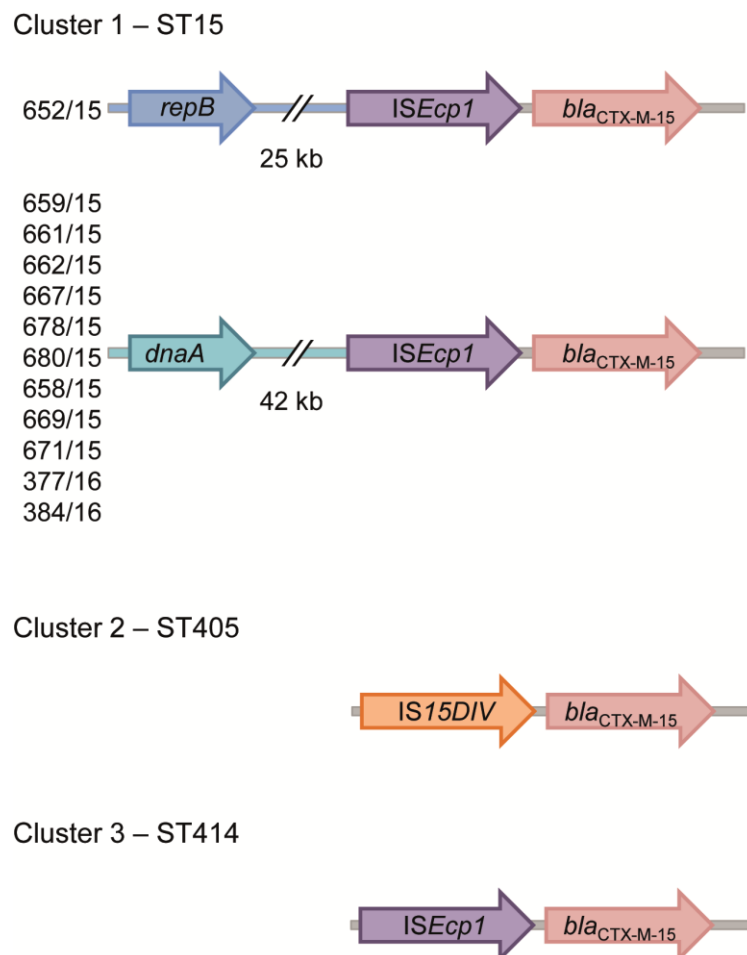 Cluster 1 – ST15
652/15 repB ISEcp1 blaCTX-M-15
25 kb
659/15
661/15
662/15
667/15
678/15
680/15 dnaA ISEcp1 blaCTX-M-15
658/15
42 kb
669/15
671/15
377/16
384/16
Cluster 2 – ST405
IS15DIV blaCTX-M-15
Cluster 3 – ST414
ISEcp1 blaCTX-M-15